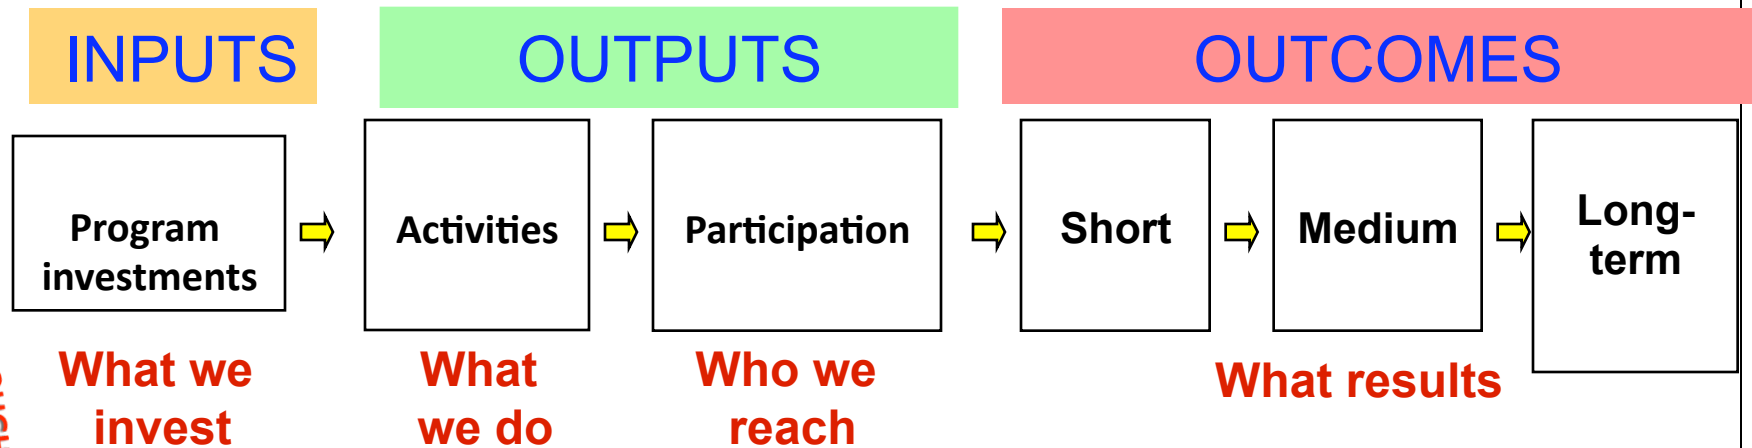 INPUTS
OUTPUTS
OUTCOMES
Program
investments
Activities
Participation
Short
Medium
Long-
term
What we
invest
What
we do
Who we
reach
What results